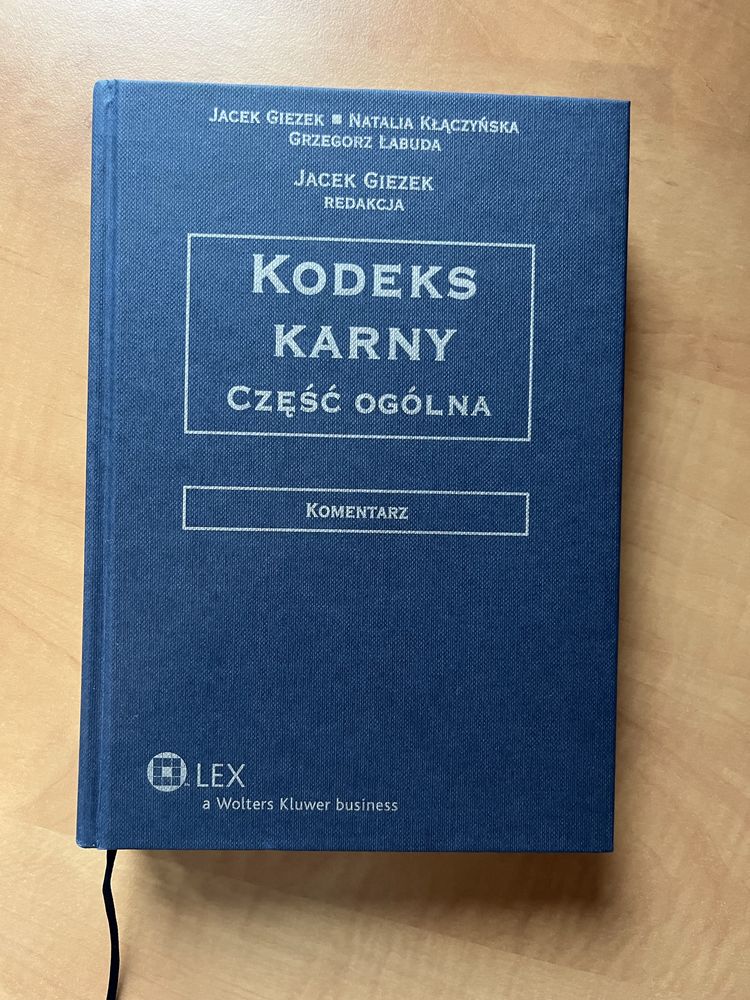 Jacek Giezek ■ Natalia Kłączyńska
Grzegorz Łabuda
Jacek Giezek
redakcja
Kodeks
karny
Część ogólna
Komentarz
LEX
a Wolters Kluwer business